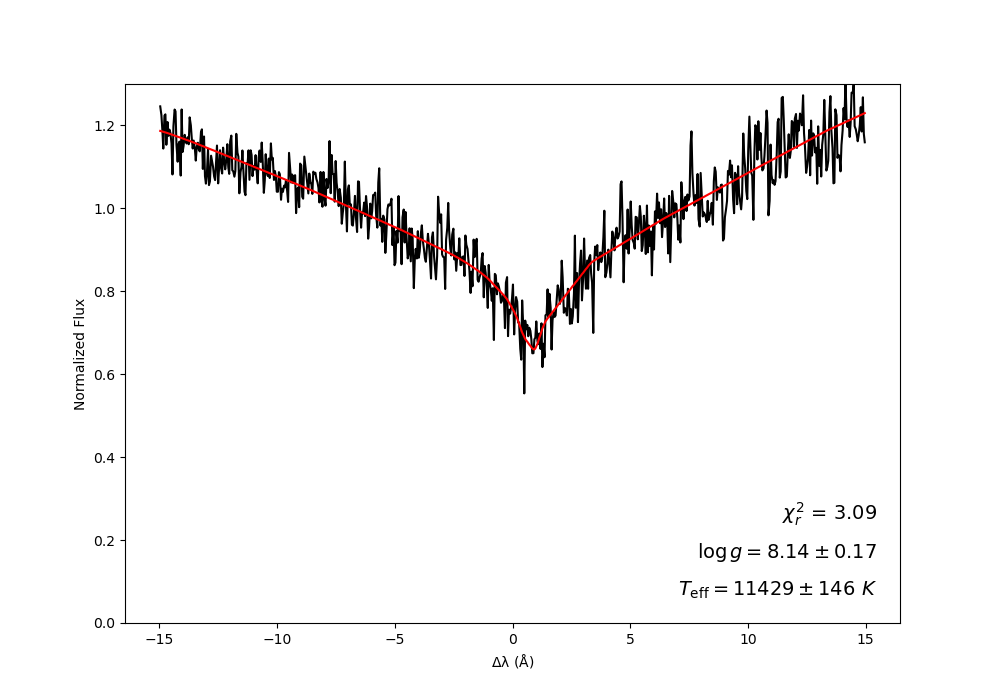 1.2
1.0
0.8
0.6
0.4
0.2
0.0
Normalized Flux
χ²ᵣ = 3.09
log g = 8.14 ± 0.17
T_eff = 11429 ± 146 K
−15 −10 −5 0 5 10 15
Δλ (Å)